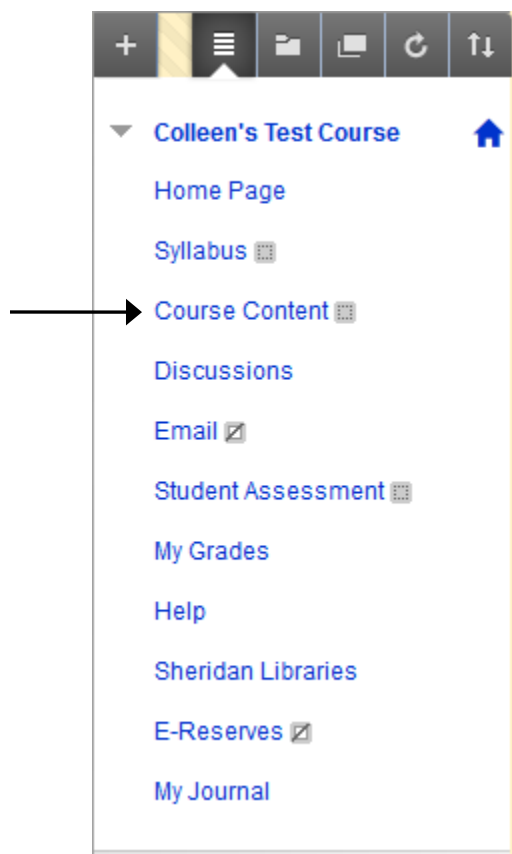 Colleen's Test Course
Home Page
Syllabus
Course Content
Discussions
Email
Student Assessment
My Grades
Help
Sheridan Libraries
E-Reserves
My Journal